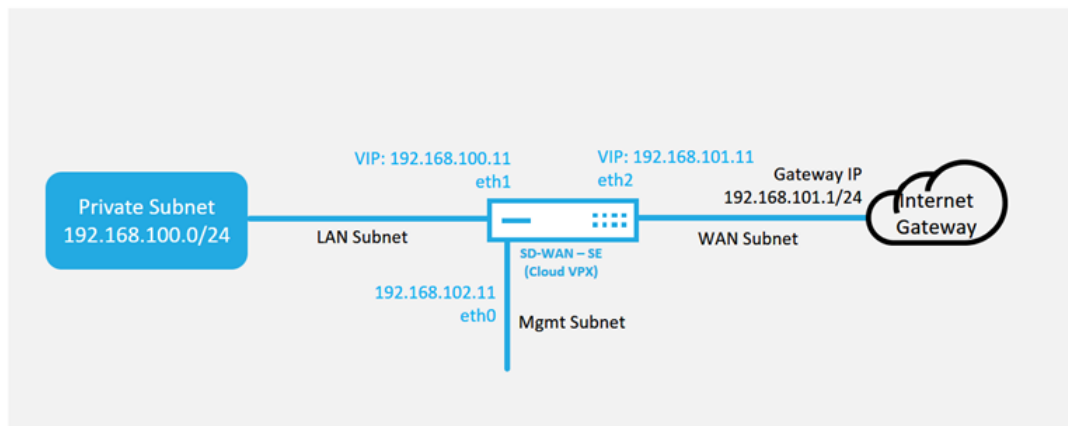 VIP: 192.168.100.11
eth1
VIP: 192.168.101.11
eth2
Gateway IP
192.168.101.1/24
Internet
Gateway
Private Subnet
192.168.100.0/24
LAN Subnet
WAN Subnet
SD-WAN – SE
(Cloud VPX)
192.168.102.11
eth0
Mgmt Subnet